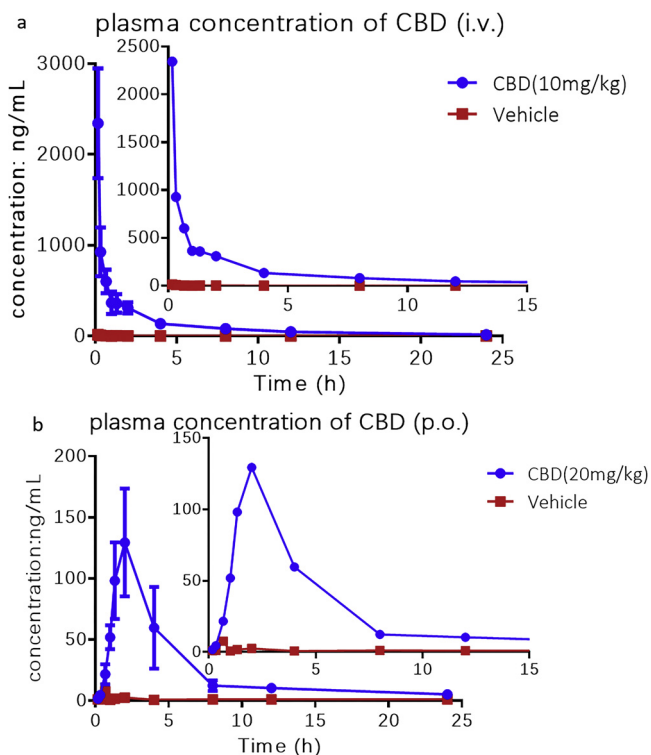 a
plasma concentration of CBD (i.v.)
concentration: ng/mL
3000
2000
1000
0
2500
2000
1500
1000
500
0
0 5 10 15
CBD(10mg/kg)
Vehicle
0 5 10 15 20 25
Time (h)
b
plasma concentration of CBD (p.o.)
concentration:ng/mL
200
150
100
50
0
150
100
50
0
0 5 10 15
CBD(20mg/kg)
Vehicle
0 5 10 15 20 25
Time (h)